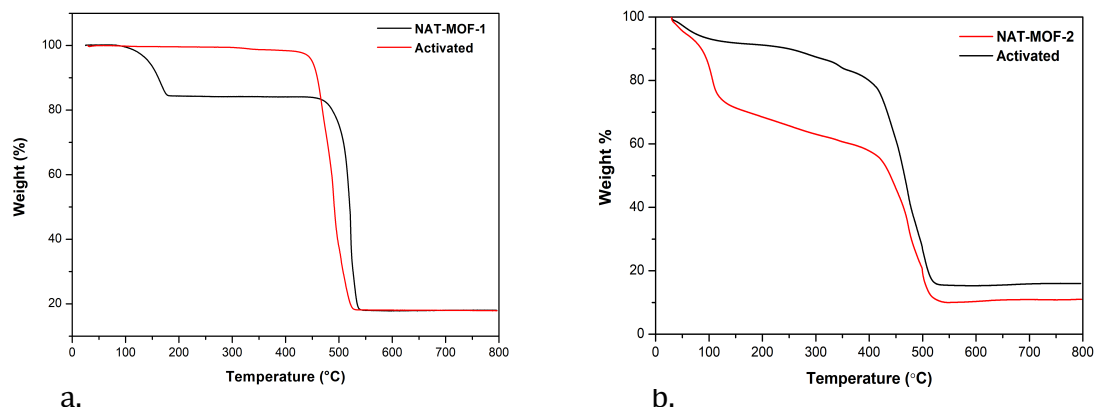 NAT-MOF-1
Activated
Weight (%)
100
80
60
40
20
0 100 200 300 400 500 600 700 800
Temperature (°C)
a.
NAT-MOF-2
Activated
Weight %
100
80
60
40
20
0
0 100 200 300 400 500 600 700 800
Temperature (°C)
b.